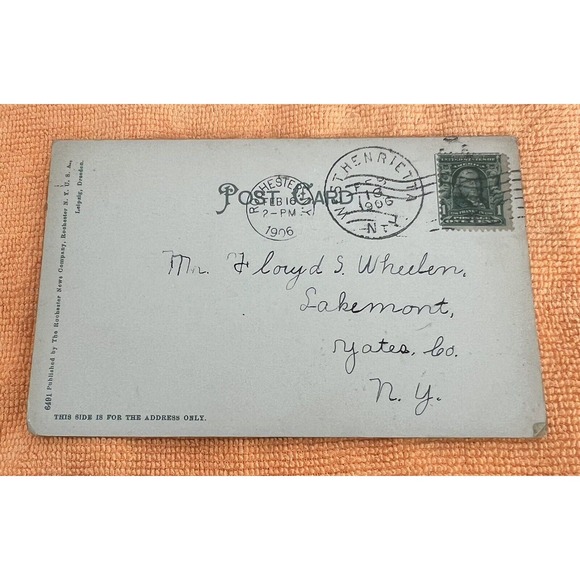 POST CARD
ROCHESTER
FEB 16
2-PM
1906
WEST HENRIETTA
FEB
1906
N.Y.
Mr. Floyd S. Wheeler,
Lakemont,
Yates, Co.
N. Y.
THIS SIDE IS FOR THE ADDRESS ONLY.
6491 Published by The Rochester News Company, Rochester N. Y., U. S. A.,
Leipzig, Dresden.